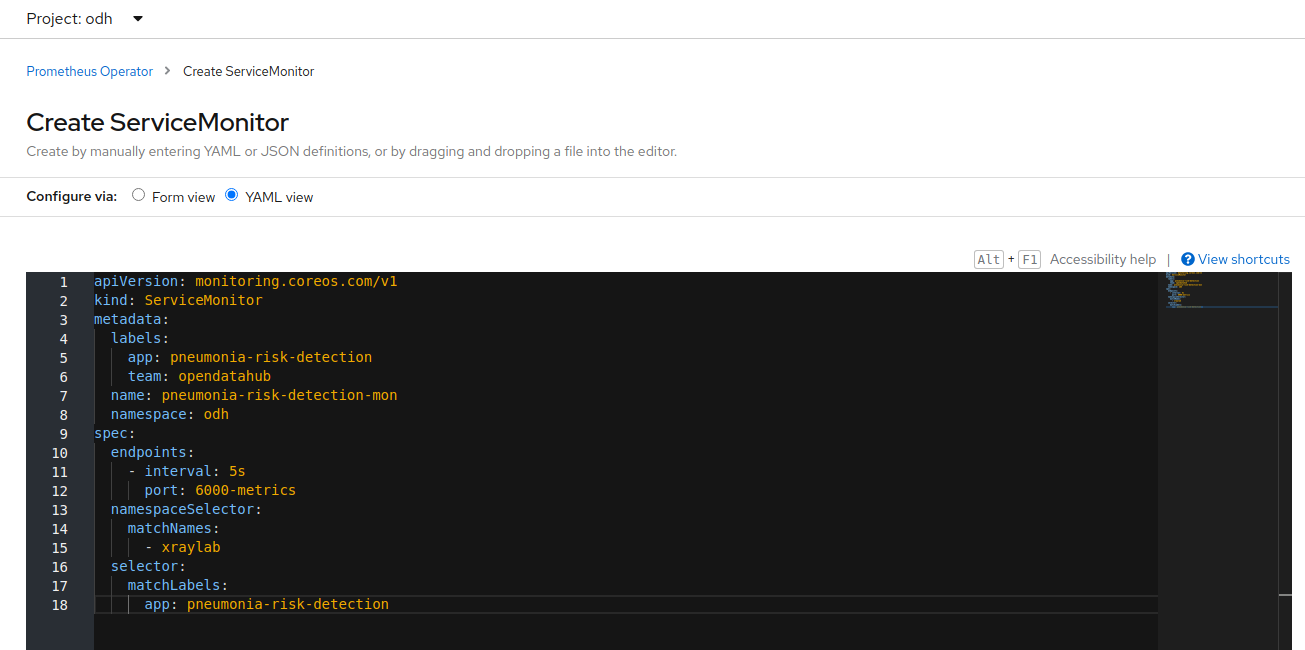 Project: odh
Prometheus Operator > Create ServiceMonitor
Create ServiceMonitor
Create by manually entering YAML or JSON definitions, or by dragging and dropping a file into the editor.
Configure via: Form view YAML view
Alt + F1 Accessibility help | View shortcuts
1 apiVersion: monitoring.coreos.com/v1
2 kind: ServiceMonitor
3 metadata:
4 labels:
5 app: pneumonia-risk-detection
6 team: opendatahub
7 name: pneumonia-risk-detection-mon
8 namespace: odh
9 spec:
10 endpoints:
11 - interval: 5s
12 port: 6000-metrics
13 namespaceSelector:
14 matchNames:
15 - xraylab
16 selector:
17 matchLabels:
18 app: pneumonia-risk-detection